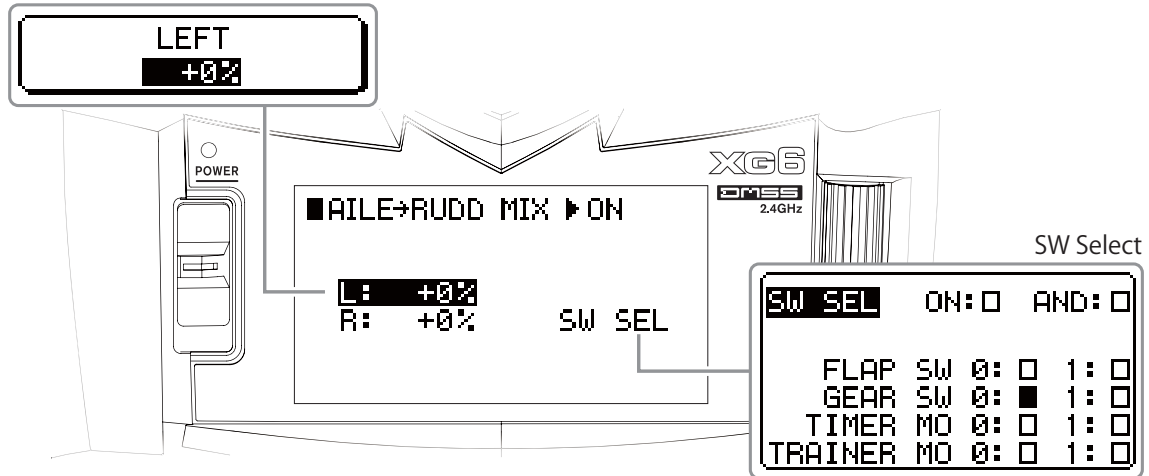 LEFT
+0%
POWER
XG6
DMSS
2.4GHz
■AILE→RUDD MIX ▶ON
L: +0%
R: +0% SW SEL
SW Select
SW SEL ON:□ AND:□
FLAP SW 0: □ 1: □
GEAR SW 0: ■ 1: □
TIMER MO 0: □ 1: □
TRAINER MO 0: □ 1: □